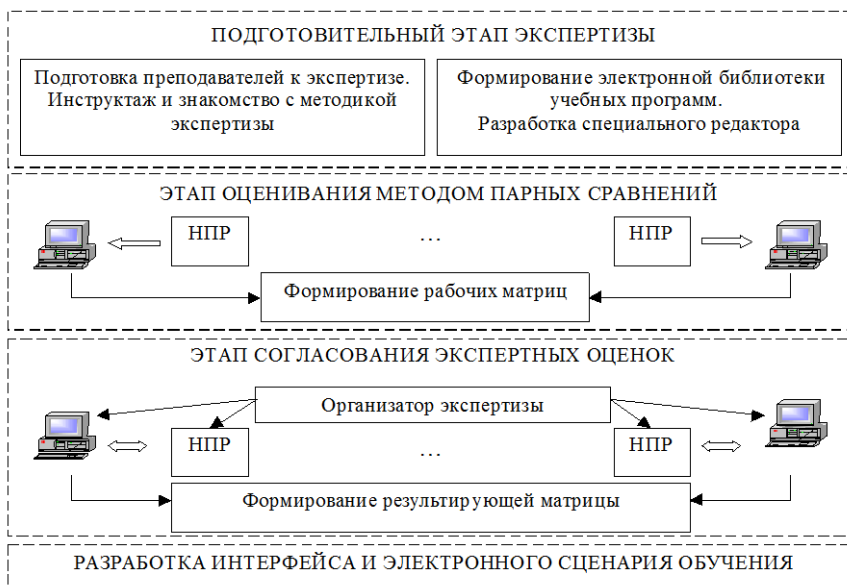 ПОДГОТОВИТЕЛЬНЫЙ ЭТАП ЭКСПЕРТИЗЫ
Подготовка преподавателей к экспертизе.
Инструктаж и знакомство с методикой
экспертизы
Формирование электронной библиотеки
учебных программ.
Разработка специального редактора
ЭТАП ОЦЕНИВАНИЯ МЕТОДОМ ПАРНЫХ СРАВНЕНИЙ
НПР
...
НПР
Формирование рабочих матриц
ЭТАП СОГЛАСОВАНИЯ ЭКСПЕРТНЫХ ОЦЕНОК
Организатор экспертизы
НПР
...
НПР
Формирование результирующей матрицы
РАЗРАБОТКА ИНТЕРФЕЙСА И ЭЛЕКТРОННОГО СЦЕНАРИЯ ОБУЧЕНИЯ